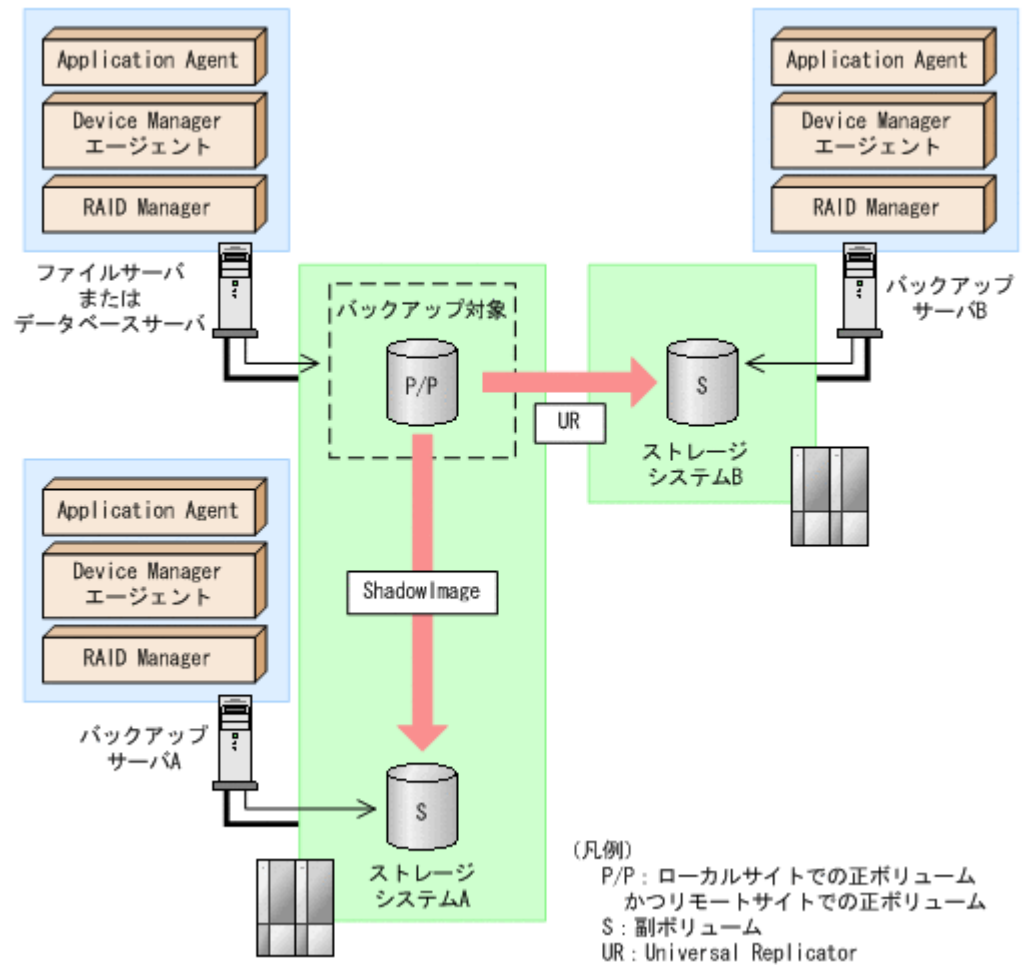 Application Agent
Device Manager
エージェント
RAID Manager
ファイルサーバ
または
データベースサーバ
Application Agent
Device Manager
エージェント
RAID Manager
バックアップ
サーバB
バックアップ対象
P/P
UR
S
ストレージ
システムB
Application Agent
Device Manager
エージェント
RAID Manager
バックアップ
サーバA
ShadowImage
S
ストレージ
システムA
(凡例)
P/P：ローカルサイトでの正ボリューム
かつリモートサイトでの正ボリューム
S：副ボリューム
UR：Universal Replicator